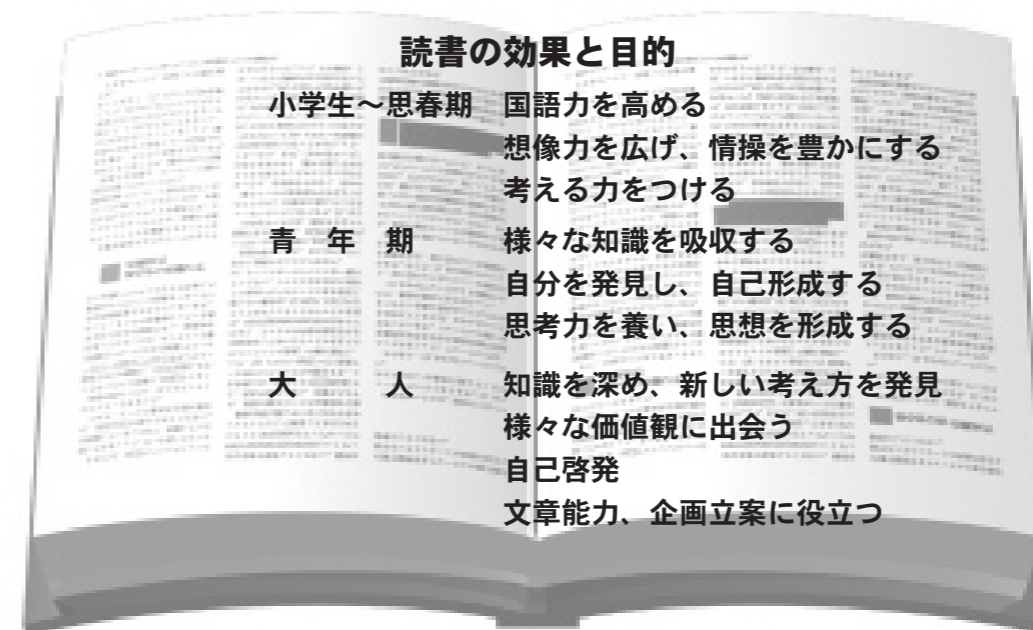 読書の効果と目的
小学生～思春期　国語力を高める
想像力を広げ、情操を豊かにする
考える力をつける
青　年　期　様々な知識を吸収する
自分を発見し、自己形成する
思考力を養い、思想を形成する
大　　　人　知識を深め、新しい考え方を発見
様々な価値観に出会う
自己啓発
文章能力、企画立案に役立つ